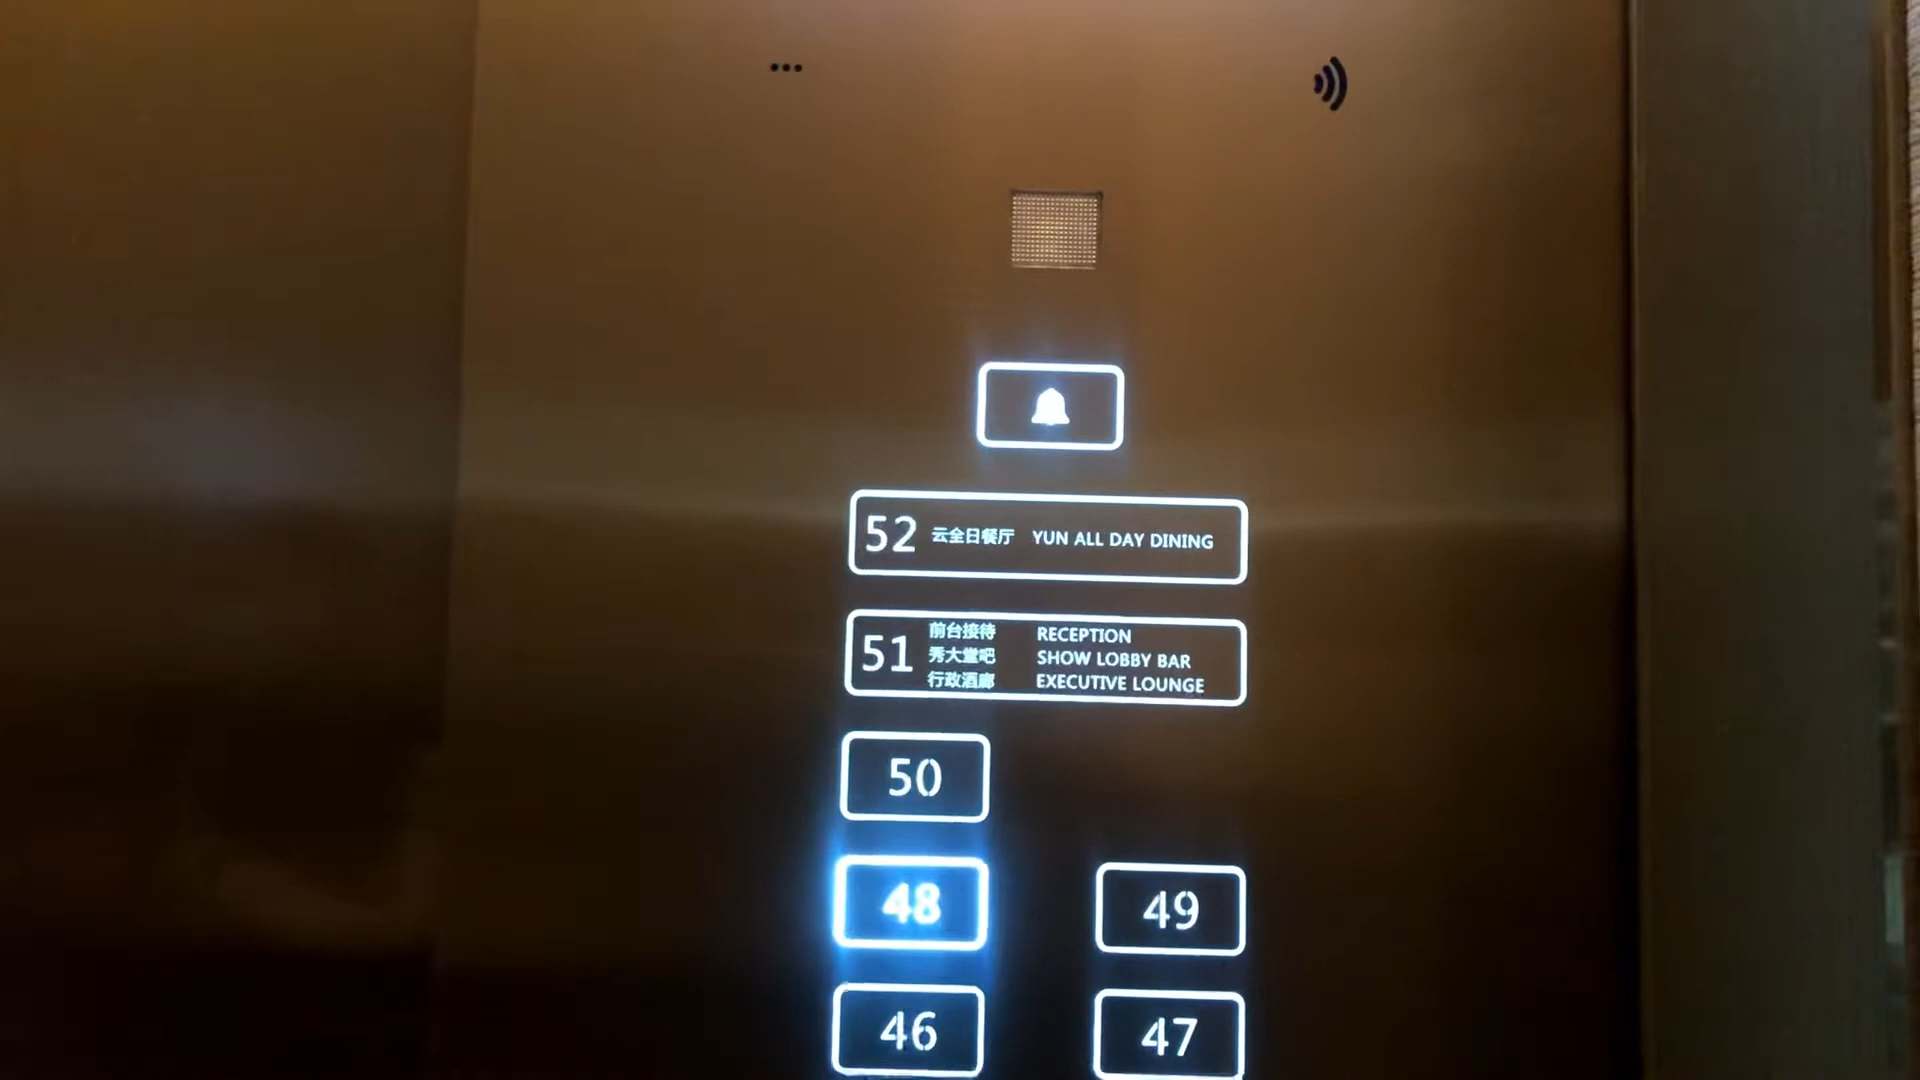 52 云全日餐厅 YUN ALL DAY DINING
51 前台接待 RECEPTION
秀大堂吧 SHOW LOBBY BAR
行政酒廊 EXECUTIVE LOUNGE
50
48 49
46 47